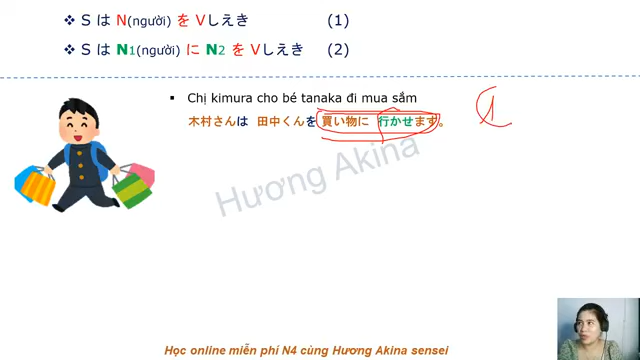 ❖ S は N(người) を Vしえき (1)
❖ S は N1(người) に N2 を Vしえき (2)
▪ Chị kimura cho bé tanaka đi mua sắm
木村さんは 田中くんを 買い物に 行かせます。
1
Hương Akina
Học online miễn phí N4 cùng Hương Akina sensei